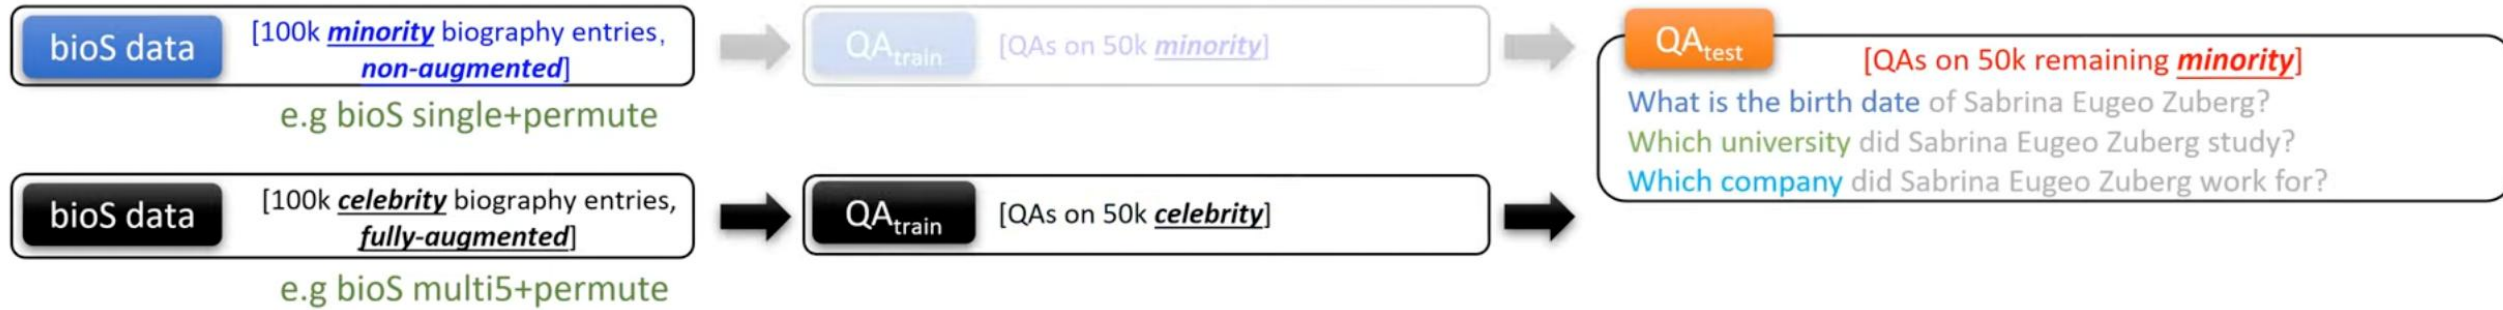 bioS data
[100k minority biography entries,
non-augmented]
e.g bioS single+permute
QAtrain
[QAs on 50k minority]
QAtest
[QAs on 50k remaining minority]
What is the birth date of Sabrina Eugeo Zuberg?
Which university did Sabrina Eugeo Zuberg study?
Which company did Sabrina Eugeo Zuberg work for?
bioS data
[100k celebrity biography entries,
fully-augmented]
e.g bioS multi5+permute
QAtrain
[QAs on 50k celebrity]